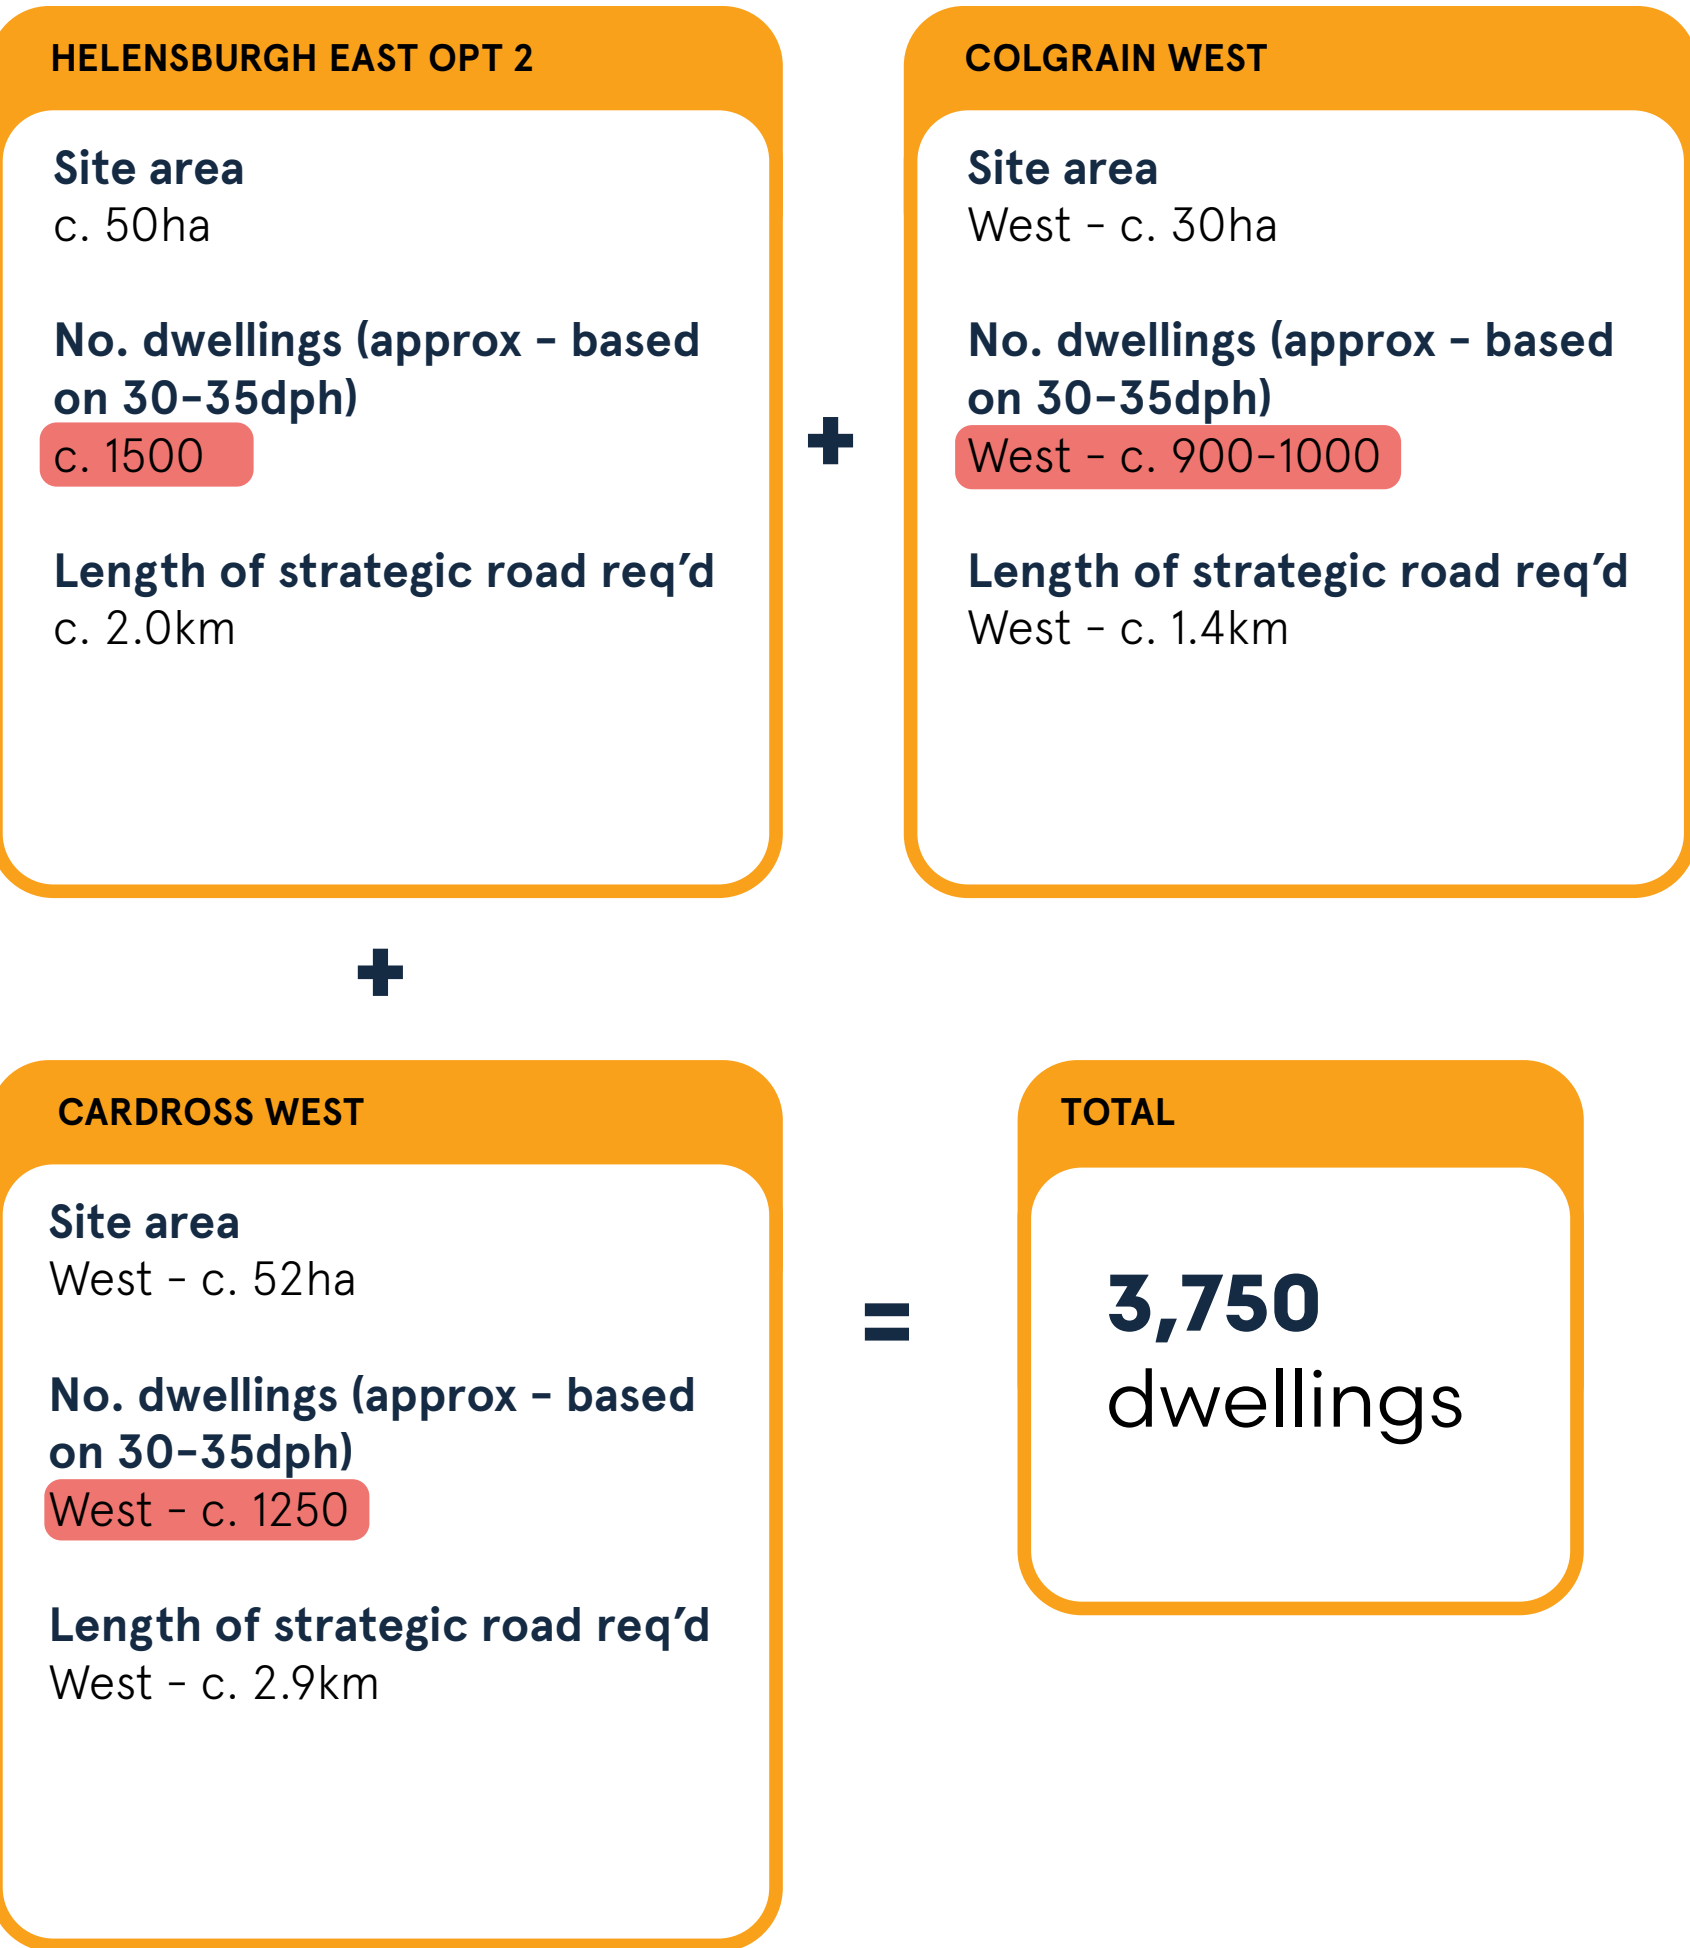 HELENSBURGH EAST OPT 2
Site area
c. 50ha
No. dwellings (approx - based
on 30-35dph)
c. 1500
Length of strategic road req’d
c. 2.0km
+
COLGRAIN WEST
Site area
West - c. 30ha
No. dwellings (approx - based
on 30-35dph)
West - c. 900-1000
Length of strategic road req’d
West - c. 1.4km
+
CARDROSS WEST
Site area
West - c. 52ha
No. dwellings (approx - based
on 30-35dph)
West - c. 1250
Length of strategic road req’d
West - c. 2.9km
=
TOTAL
3,750
dwellings